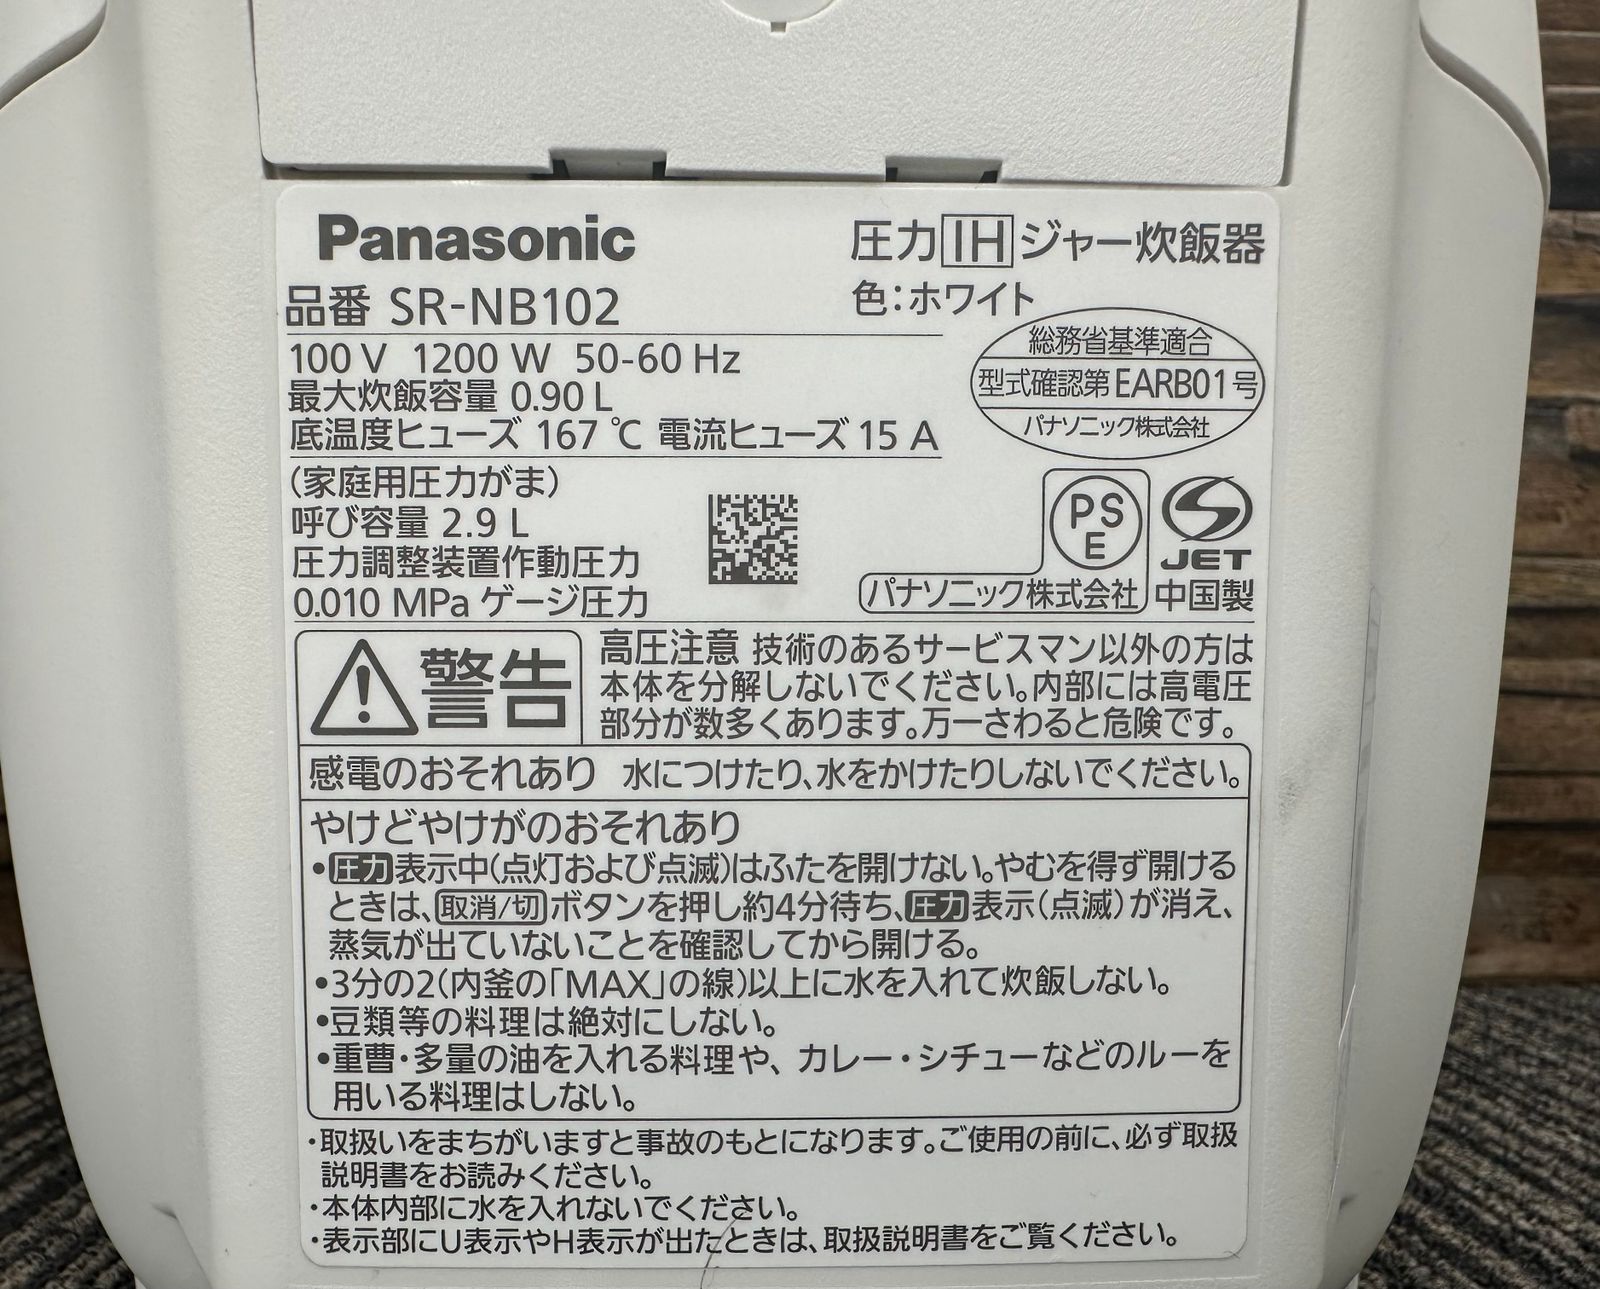 Panasonic
圧力IHジャー炊飯器
品番 SR-NB102
色:ホワイト
100 V 1200 W 50-60 Hz
最大炊飯容量 0.90 L
底温度ヒューズ 167 ℃ 電流ヒューズ 15 A
総務省基準適合
型式確認第EARB01号
パナソニック株式会社
(家庭用圧力がま)
呼び容量 2.9 L
圧力調整装置作動圧力
0.010 MPa ゲージ圧力
PS
E
JET
パナソニック株式会社
中国製
警告
高圧注意 技術のあるサービスマン以外の方は
本体を分解しないでください。内部には高電圧
部分が数多くあります。万一さわると危険です。
感電のおそれあり 水につけたり、水をかけたりしないでください。
やけどやけがのおそれあり
•圧力表示中(点灯および点滅)はふたを開けない。やむを得ず開ける
ときは、取消/切ボタンを押し約4分待ち、圧力表示(点滅)が消え、
蒸気が出ていないことを確認してから開ける。
•3分の2(内釜の「MAX」の線)以上に水を入れて炊飯しない。
•豆類等の料理は絶対にしない。
•重曹・多量の油を入れる料理や、カレー・シチューなどのルーを
用いる料理はしない。
・取扱いをまちがいますと事故のもとになります。ご使用の前に、必ず取扱
説明書をお読みください。
・本体内部に水を入れないでください。
・表示部にU表示やH表示が出たときは、取扱説明書をご覧ください。